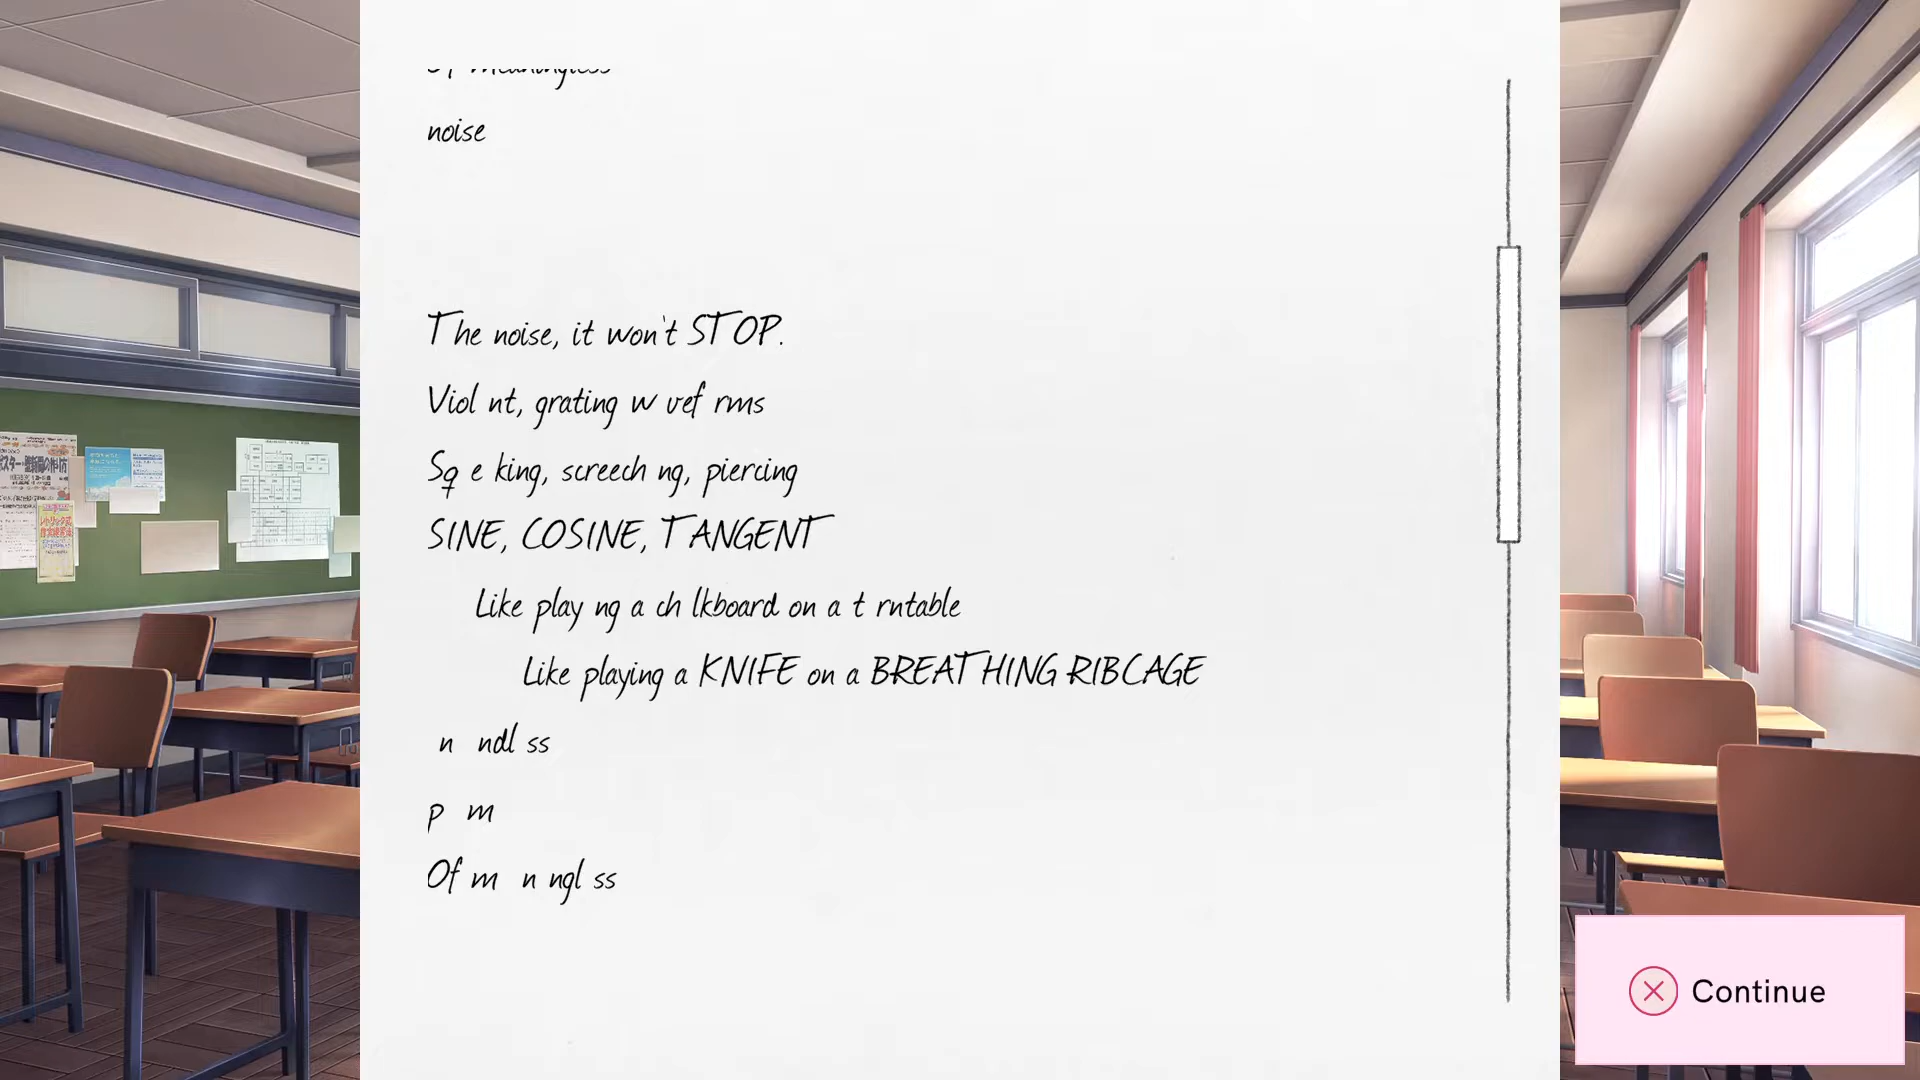 Of meaningless
noise
The noise, it won't STOP.
Viol nt, grating w vef rms
Sq e king, screech ng, piercing
SINE, COSINE, TANGENT
Like play ng a ch lkboard on a t rntable
Like playing a KNIFE on a BREATHING RIBCAGE
n ndl ss
p m
Of m n ngl ss
Continue